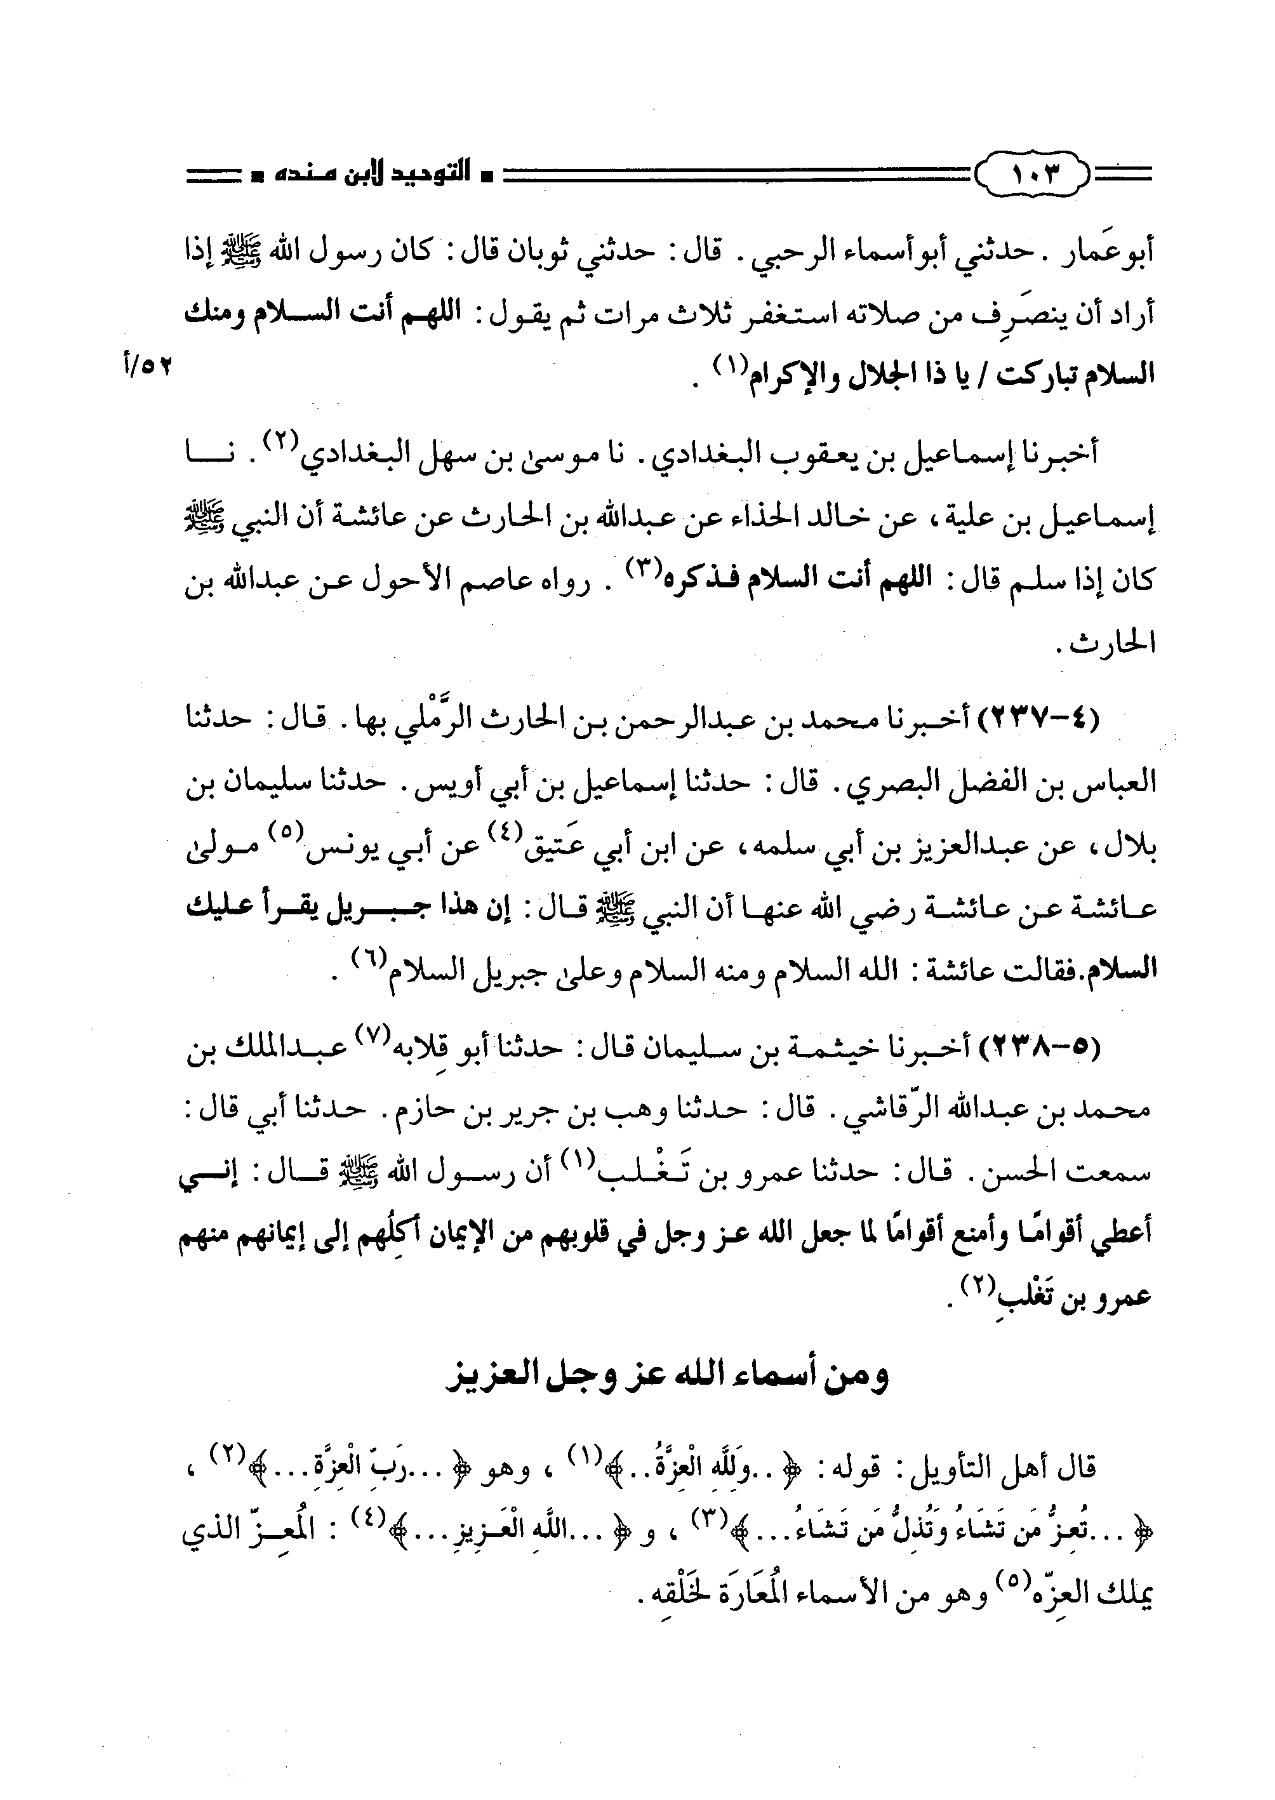 ١٠٣ ■ التوحيد لابن منده ■
أبو عَمار . حدثني أبو أسماء الرحبي . قال : حدثني ثوبان قال : كان رسول الله ﷺ إذا
أراد أن ينصَرِف من صلاته استغفر ثلاث مرات ثم يقول : اللهم أنت السلام ومنك
السلام تباركت / يا ذا الجلال والإكرام(١) . ٥٢/أ
أخبرنا إسماعيل بن يعقوب البغدادي . نا موسىٰ بن سهل البغدادي(٢) . نا
إسماعيل بن علية، عن خالد الحذاء عن عبدالله بن الحارث عن عائشة أن النبي ﷺ
كان إذا سلم قال : اللهم أنت السلام فذكره(٣) . رواه عاصم الأحول عن عبدالله بن
الحارث .
(٤-٢٣٧) أخبرنا محمد بن عبدالرحمن بن الحارث الرَّمْلي بها . قال : حدثنا
العباس بن الفضل البصري . قال : حدثنا إسماعيل بن أبي أويس . حدثنا سليمان بن
بلال، عن عبدالعزيز بن أبي سلمه، عن ابن أبي عَتيق(٤) عن أبي يونس(٥) مولىٰ
عائشة عن عائشة رضي الله عنها أن النبي ﷺ قال : إن هذا جبريل يقرأ عليك
السلام.فقالت عائشة : الله السلام ومنه السلام وعلىٰ جبريل السلام(٦) .
(٥-٢٣٨) أخبرنا خيثمة بن سليمان قال : حدثنا أبو قِلابه(٧) عبدالملك بن
محمد بن عبدالله الرّقاشي . قال : حدثنا وهب بن جرير بن حازم . حدثنا أبي قال :
سمعت الحسن . قال : حدثنا عمرو بن تَغْلب(١) أن رسول الله ﷺ قال : إني
أعطي أقوامًا وأمنع أقوامًا لما جعل الله عز وجل في قلوبهم من الإيمان أكِلُهم إلى إيمانهم منهم
عمرو بن تَغْلبِ(٢) .
ومن أسماء الله عز وجل العزيز
قال أهل التأويل : قوله : ﴿ . . وَلِلَّهِ الْعِزَّةُ . . ﴾(١) ، وهو ﴿ . . . رَبِّ الْعِزَّةِ . . . ﴾(٢) ،
﴿ . . . تُعِزُّ مَن تَشَاءُ وَتُذِلُّ مَن تَشَاءُ . . . ﴾(٣) ، و ﴿ . . . اللَّهِ الْعَزِيزِ . . . ﴾(٤) : المُعِزّ الذي
يملك العِزّه(٥) وهو من الأسماء المُعَارَة لخَلْقِه .